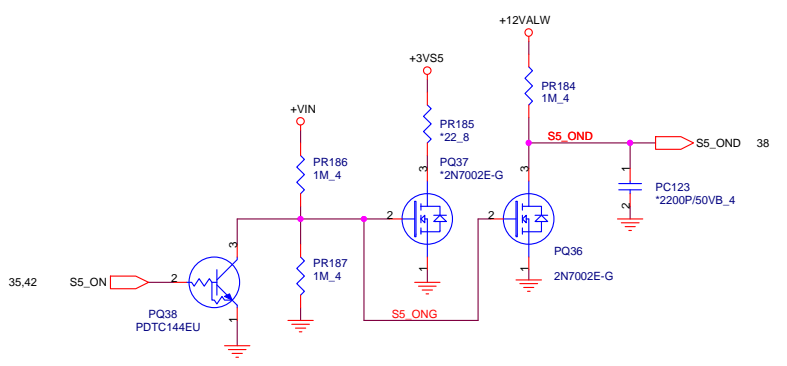 +12VALW
+3VS5
PR184
1M_4
+VIN
PR185
*22_8
S5_OND
S5_OND 38
PR186
1M_4
PQ37
*2N7002E-G
3
3
1
PC123
*2200P/50VB_4
2
2
2
3
PQ36
2N7002E-G
PR187
1M_4
1
1
35,42 S5_ON
2
PQ38
PDTC144EU
1
S5_ONG